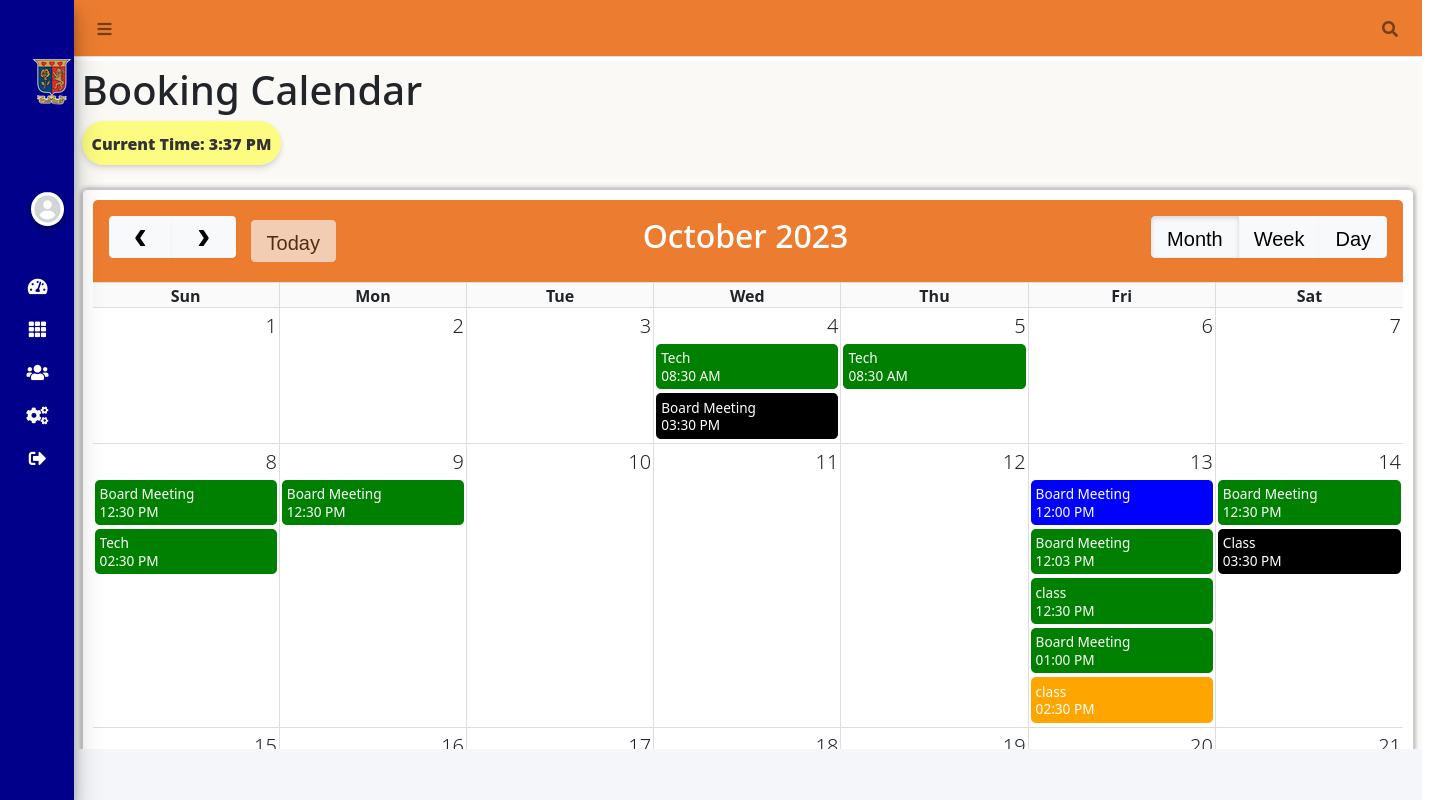 Booking Calendar
Current Time: 3:37 PM
Today
October 2023
Month Week Day
Sun Mon Tue Wed Thu Fri Sat
1 2 3 4 5 6 7
Tech
08:30 AM
Board Meeting
03:30 PM
Tech
08:30 AM
8 9 10 11 12 13 14
Board Meeting
12:30 PM
Tech
02:30 PM
Board Meeting
12:30 PM
Board Meeting
12:00 PM
Board Meeting
12:03 PM
class
12:30 PM
Board Meeting
01:00 PM
class
02:30 PM
Board Meeting
12:30 PM
Class
03:30 PM
15 16 17 18 19 20 21